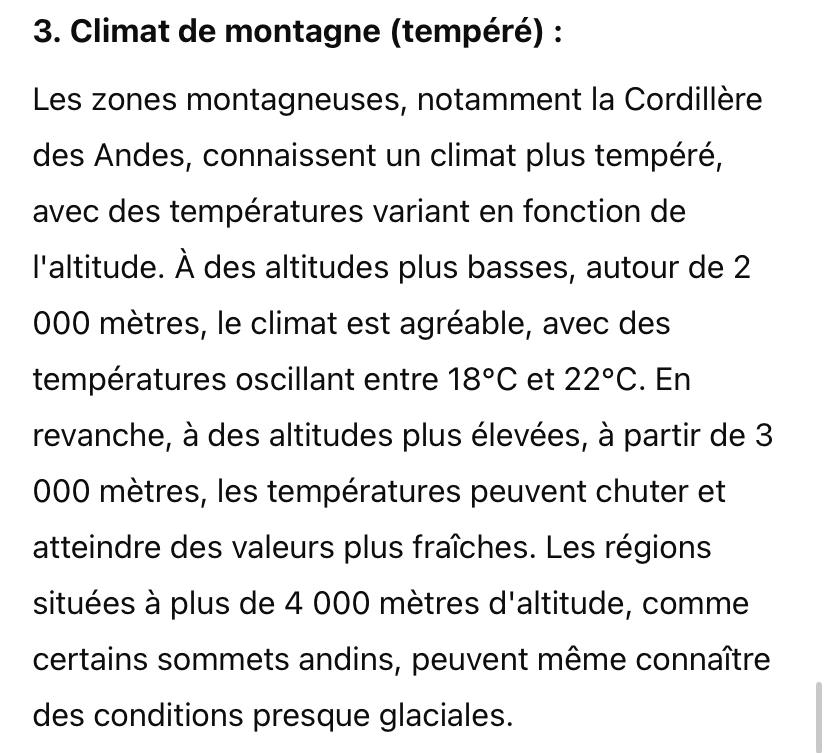 3. Climat de montagne (tempéré) :
Les zones montagneuses, notamment la Cordillère
des Andes, connaissent un climat plus tempéré,
avec des températures variant en fonction de
l'altitude. À des altitudes plus basses, autour de 2
000 mètres, le climat est agréable, avec des
températures oscillant entre 18°C et 22°C. En
revanche, à des altitudes plus élevées, à partir de 3
000 mètres, les températures peuvent chuter et
atteindre des valeurs plus fraîches. Les régions
situées à plus de 4 000 mètres d'altitude, comme
certains sommets andins, peuvent même connaître
des conditions presque glaciales.